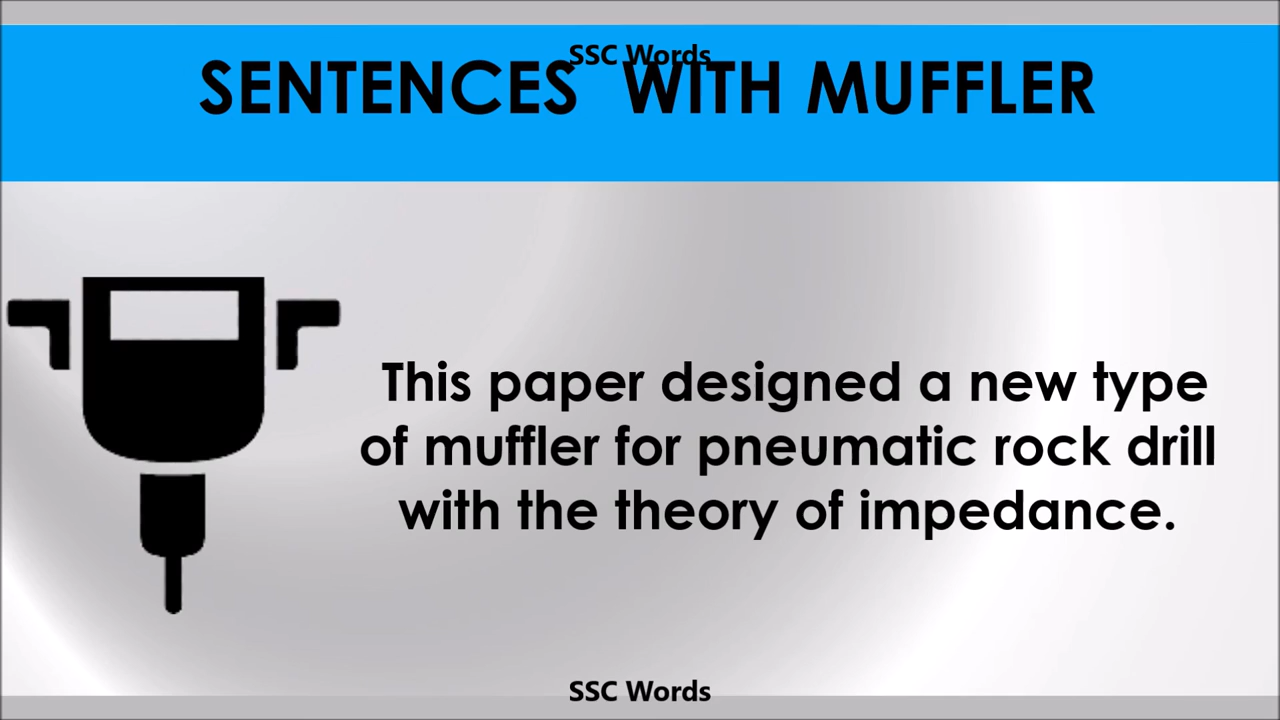 SSC Words
SENTENCES WITH MUFFLER
This paper designed a new type
of muffler for pneumatic rock drill
with the theory of impedance.
SSC Words